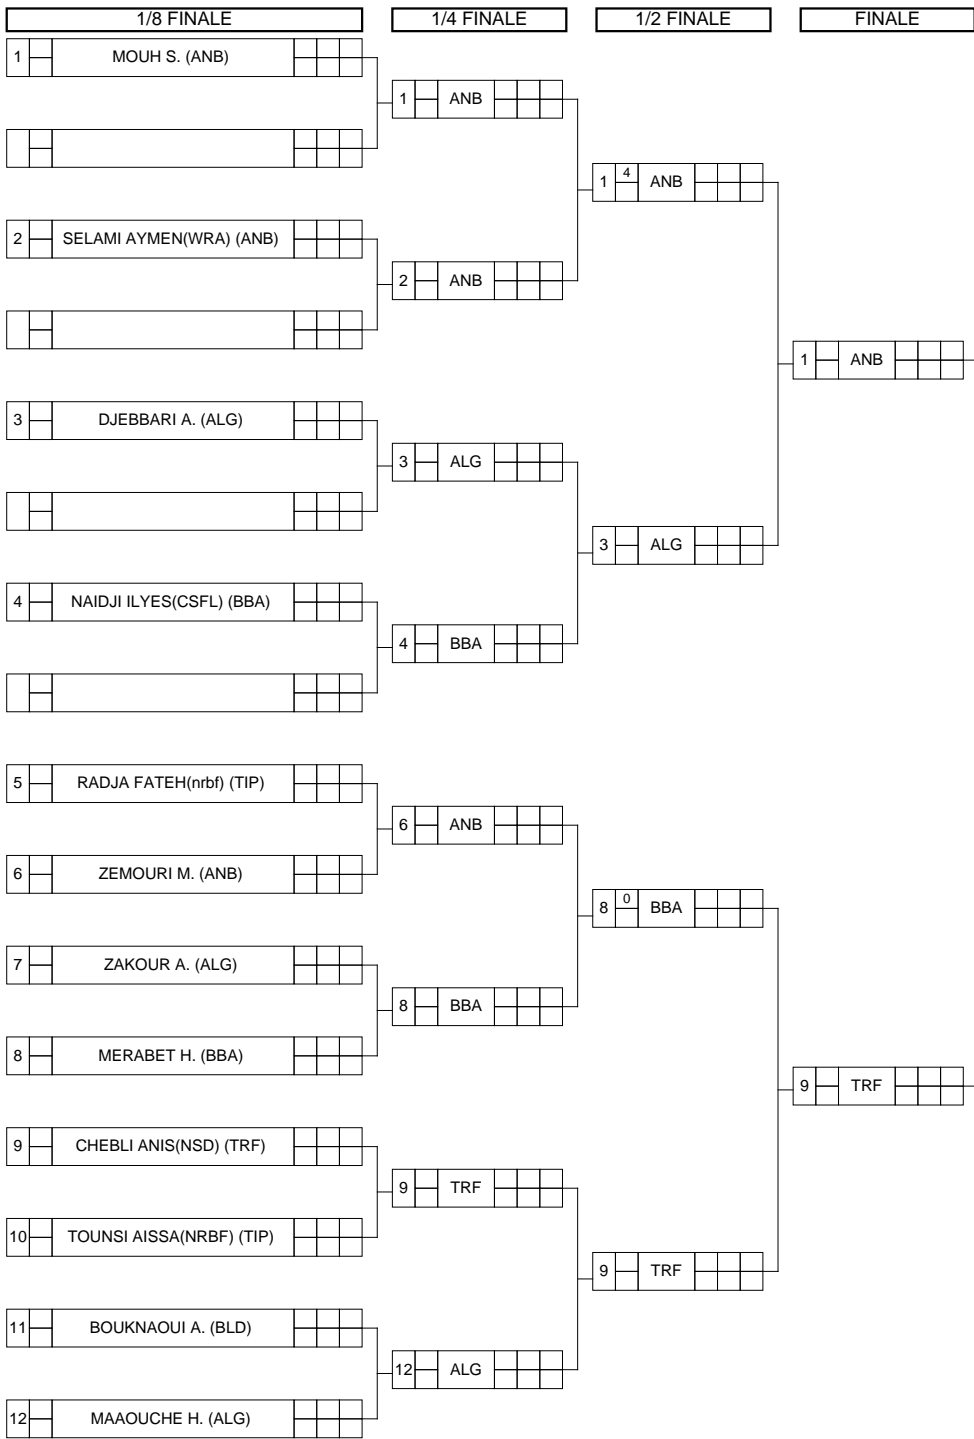 1/8 FINALE
1/4 FINALE
1/2 FINALE
FINALE
1 MOUH S. (ANB)
1 ANB
1 4 ANB
2 SELAMI AYMEN(WRA) (ANB)
2 ANB
1 ANB
3 DJEBBARI A. (ALG)
3 ALG
3 ALG
4 NAIDJI ILYES(CSFL) (BBA)
4 BBA
5 RADJA FATEH(nrbf) (TIP)
6 ANB
6 ZEMOURI M. (ANB)
8 0 BBA
7 ZAKOUR A. (ALG)
8 BBA
8 MERABET H. (BBA)
9 TRF
9 CHEBLI ANIS(NSD) (TRF)
9 TRF
10 TOUNSI AISSA(NRBF) (TIP)
9 TRF
11 BOUKNAOUI A. (BLD)
12 ALG
12 MAAOUCHE H. (ALG)